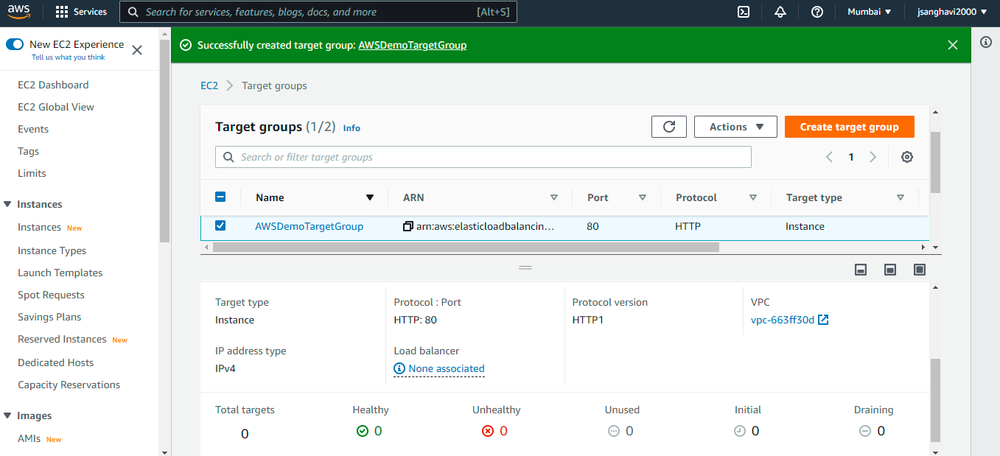 aws
Services
Search for services, features, blogs, docs, and more
[Alt+S]
Mumbai
jsanghavi2000
New EC2 Experience
Tell us what you think
EC2 Dashboard
EC2 Global View
Events
Tags
Limits
Instances
Instances New
Instance Types
Launch Templates
Spot Requests
Savings Plans
Reserved Instances New
Dedicated Hosts
Capacity Reservations
Images
AMIs New
Successfully created target group: AWSDemoTargetGroup
EC2 > Target groups
Target groups (1/2) Info
Actions
Create target group
Search or filter target groups
1
Name ARN Port Protocol Target type
AWSDemoTargetGroup arn:aws:elasticloadbalancin... 80 HTTP Instance
Target type Protocol : Port Protocol version VPC
Instance HTTP: 80 HTTP1 vpc-663ff30d
IP address type Load balancer
IPv4 None associated
Total targets Healthy Unhealthy Unused Initial Draining
0 0 0 0 0 0